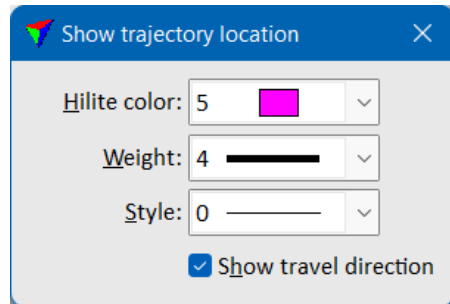 Show trajectory location
Hilite color: 5
Weight: 4
Style: 0
Show travel direction